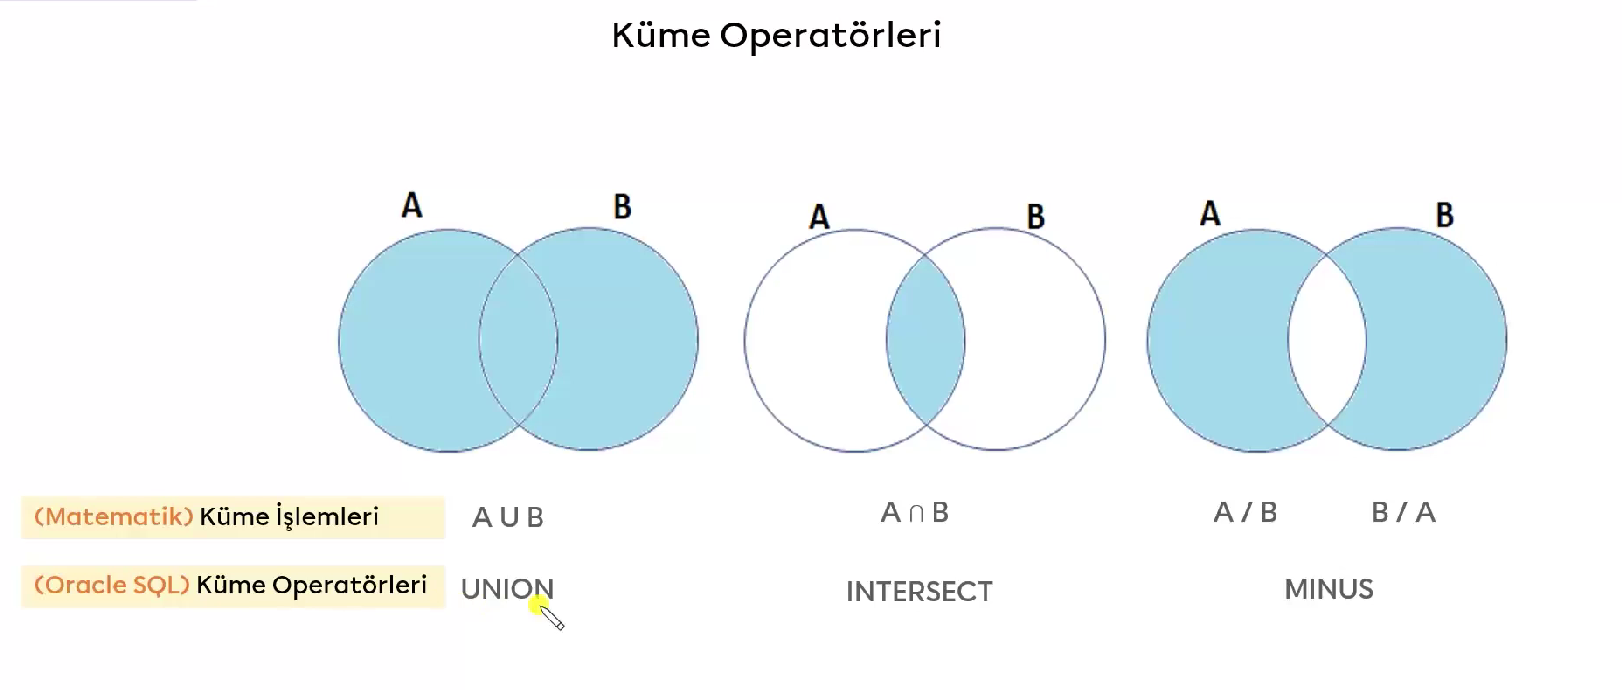 Küme Operatörleri
A B A B A B
(Matematik) Küme İşlemleri A U B A ∩ B A / B B / A
(Oracle SQL) Küme Operatörleri UNION INTERSECT MINUS